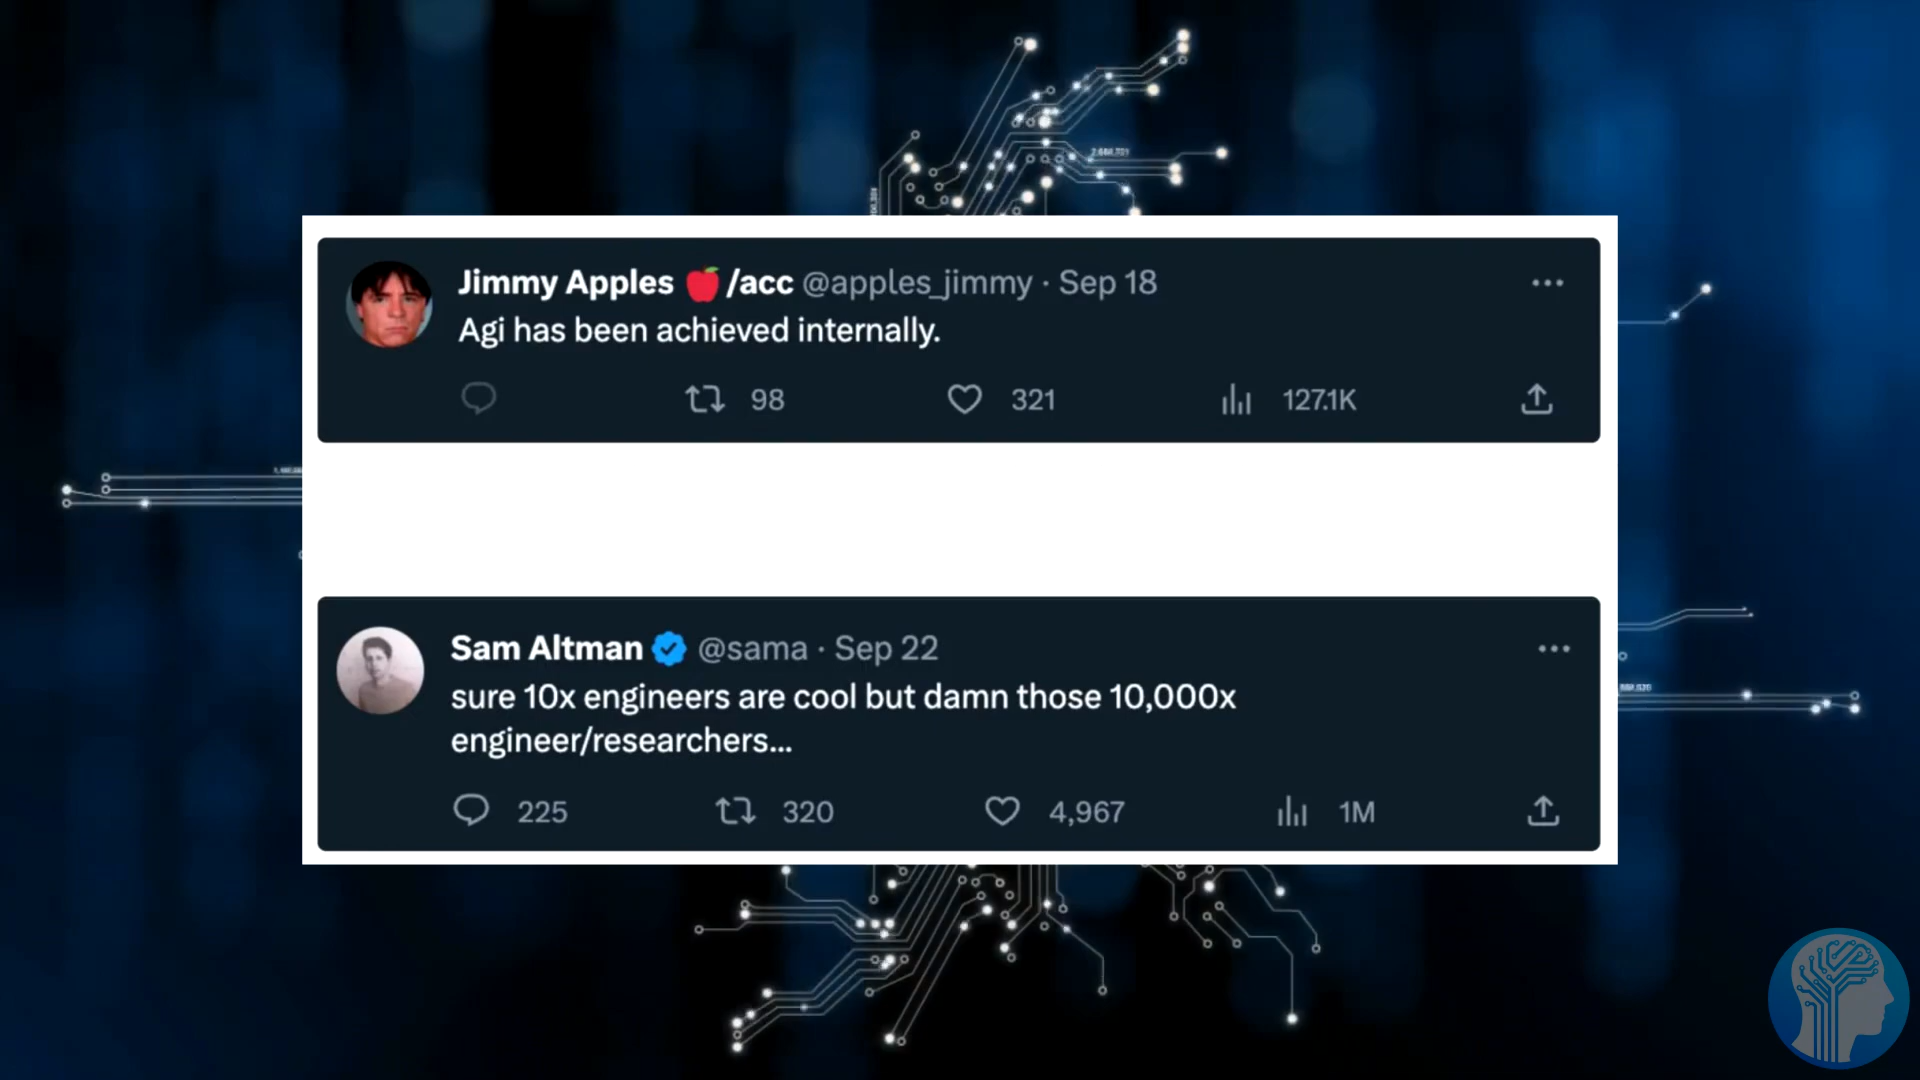 Jimmy Apples 🍎/acc @apples_jimmy · Sep 18
Agi has been achieved internally.
98 321 127.1K
Sam Altman @sama · Sep 22
sure 10x engineers are cool but damn those 10,000x
engineer/researchers...
225 320 4,967 1M